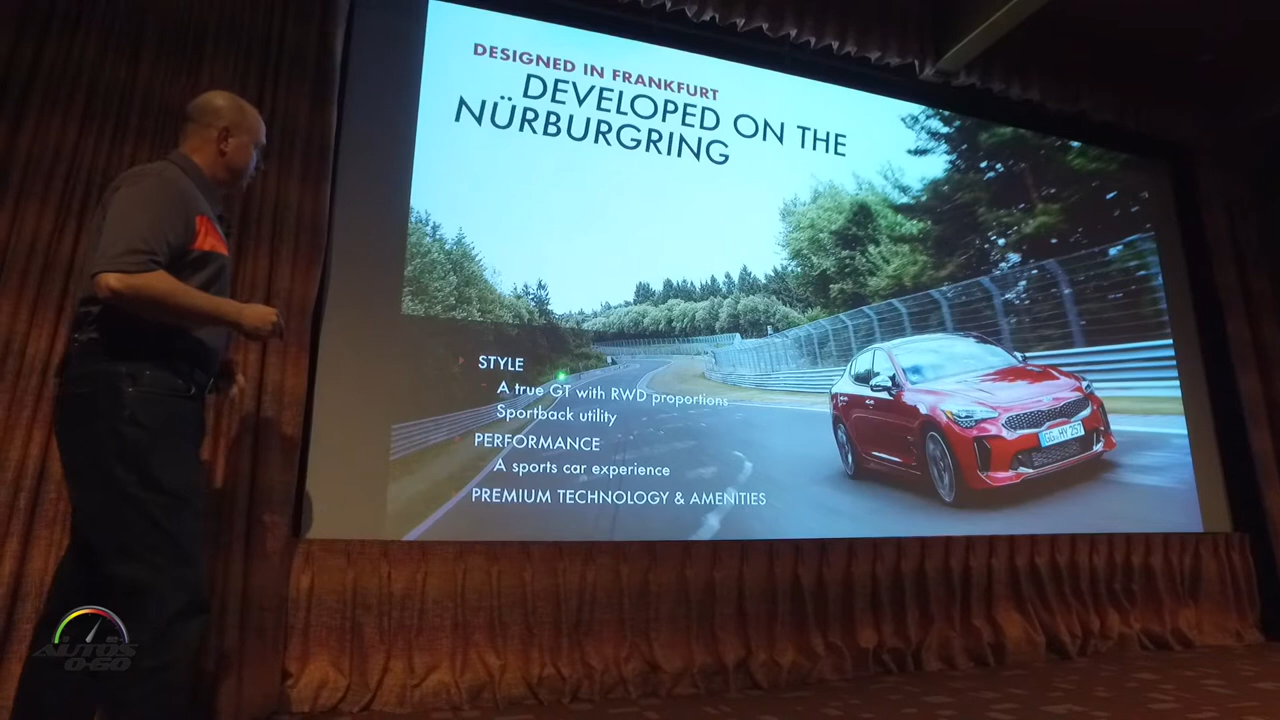 DESIGNED IN FRANKFURT
DEVELOPED ON THE
NÜRBURGRING
STYLE
A true GT with RWD proportions
Sportback utility
PERFORMANCE
A sports car experience
PREMIUM TECHNOLOGY & AMENITIES
GG HY 257
AUTOS
0-60